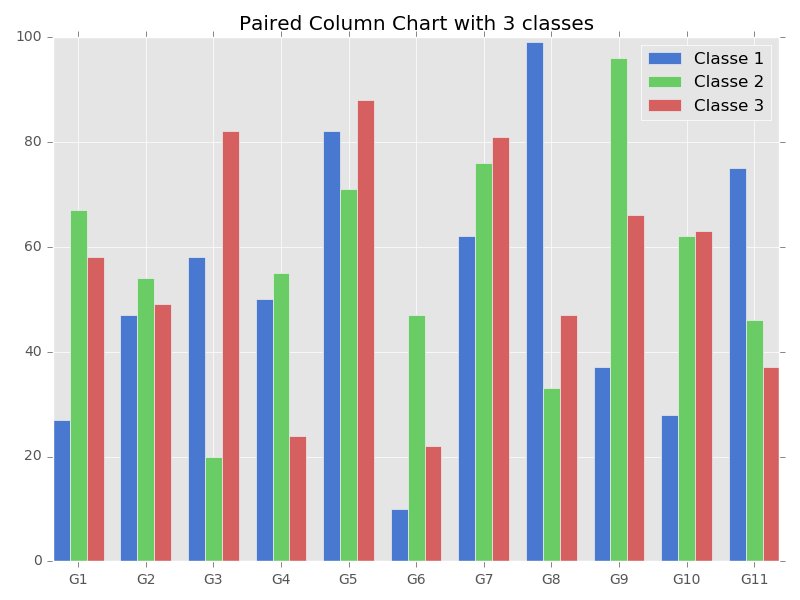 Paired Column Chart with 3 classes
100
80
60
40
20
0
Classe 1
Classe 2
Classe 3
G1 G2 G3 G4 G5 G6 G7 G8 G9 G10 G11